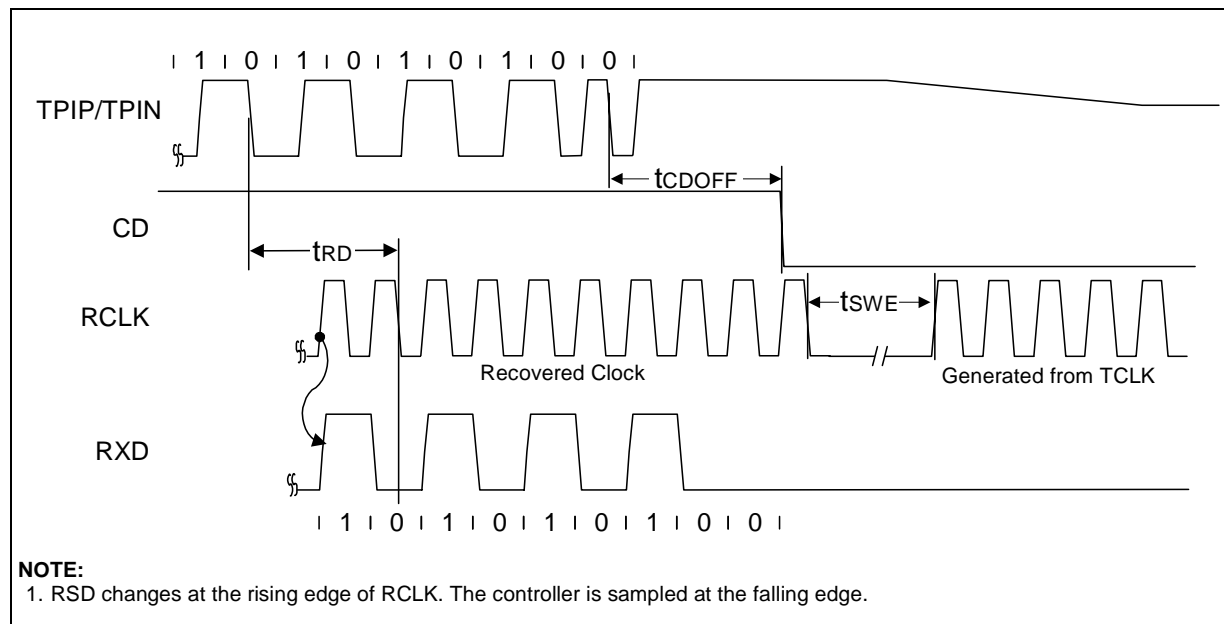 1 0 1 0 1 0 1 0 0
TPIP/TPIN
tCDOFF
CD
tRD
RCLK
tSWE
Recovered Clock
Generated from TCLK
RXD
1 0 1 0 1 0 1 0 0
NOTE:
1. RSD changes at the rising edge of RCLK. The controller is sampled at the falling edge.